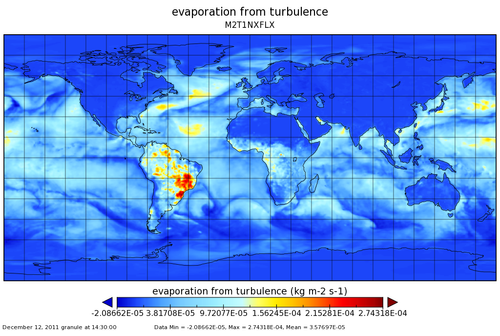 evaporation from turbulence
M2T1NXFLX
evaporation from turbulence (kg m-2 s-1)
-2.08662E-05 3.81708E-05 9.72077E-05 1.56245E-04 2.15281E-04 2.74318E-04
December 12, 2011 granule at 14:30:00 Data Min = -2.08662E-05, Max = 2.74318E-04, Mean = 3.57697E-05